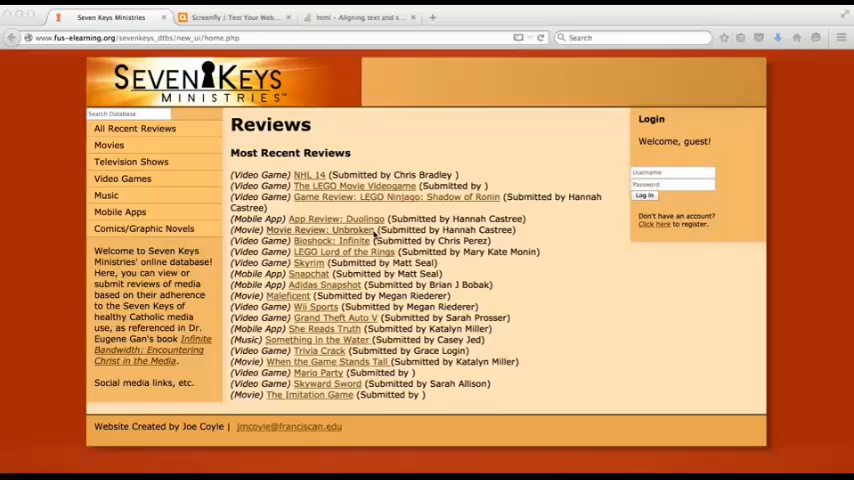 Seven Keys Ministries
Screenfly / Test Your Web...
html - Aligning text and s...
www.fus-elearning.org/sevenkeys_dtbs/new_ui/home.php
Search
SEVEN KEYS
MINISTRIES™
Search Database
All Recent Reviews
Movies
Television Shows
Video Games
Music
Mobile Apps
Comics/Graphic Novels
Welcome to Seven Keys
Ministries' online database!
Here, you can view or
submit reviews of media
based on their adherence
to the Seven Keys of
healthy Catholic media
use, as referenced in Dr.
Eugene Gan's book Infinite
Bandwidth: Encountering
Christ in the Media.
Social media links, etc.
Reviews
Most Recent Reviews
(Video Game) NHL 14 (Submitted by Chris Bradley )
(Video Game) The LEGO Movie Videogame (Submitted by )
(Video Game) Game Review: LEGO Ninjago: Shadow of Ronin (Submitted by Hannah
Castree)
(Mobile App) App Review: Duolingo (Submitted by Hannah Castree)
(Movie) Movie Review: Unbroken (Submitted by Hannah Castree)
(Video Game) Bioshock: Infinite (Submitted by Chris Perez)
(Video Game) LEGO Lord of the Rings (Submitted by Mary Kate Monin)
(Video Game) Skyrim (Submitted by Matt Seal)
(Mobile App) Snapchat (Submitted by Matt Seal)
(Mobile App) Adidas Snapshot (Submitted by Brian J Bobak)
(Movie) Maleficent (Submitted by Megan Riederer)
(Video Game) Wii Sports (Submitted by Megan Riederer)
(Video Game) Grand Theft Auto V (Submitted by Sarah Prosser)
(Mobile App) She Reads Truth (Submitted by Katalyn Miller)
(Music) Something in the Water (Submitted by Casey Jed)
(Video Game) Trivia Crack (Submitted by Grace Login)
(Movie) When the Game Stands Tall (Submitted by Katalyn Miller)
(Video Game) Mario Party (Submitted by )
(Video Game) Skyward Sword (Submitted by Sarah Allison)
(Movie) The Imitation Game (Submitted by )
Login
Welcome, guest!
Username
Password
Log In
Don't have an account?
Click here to register.
Website Created by Joe Coyle | jmcoyle@franciscan.edu